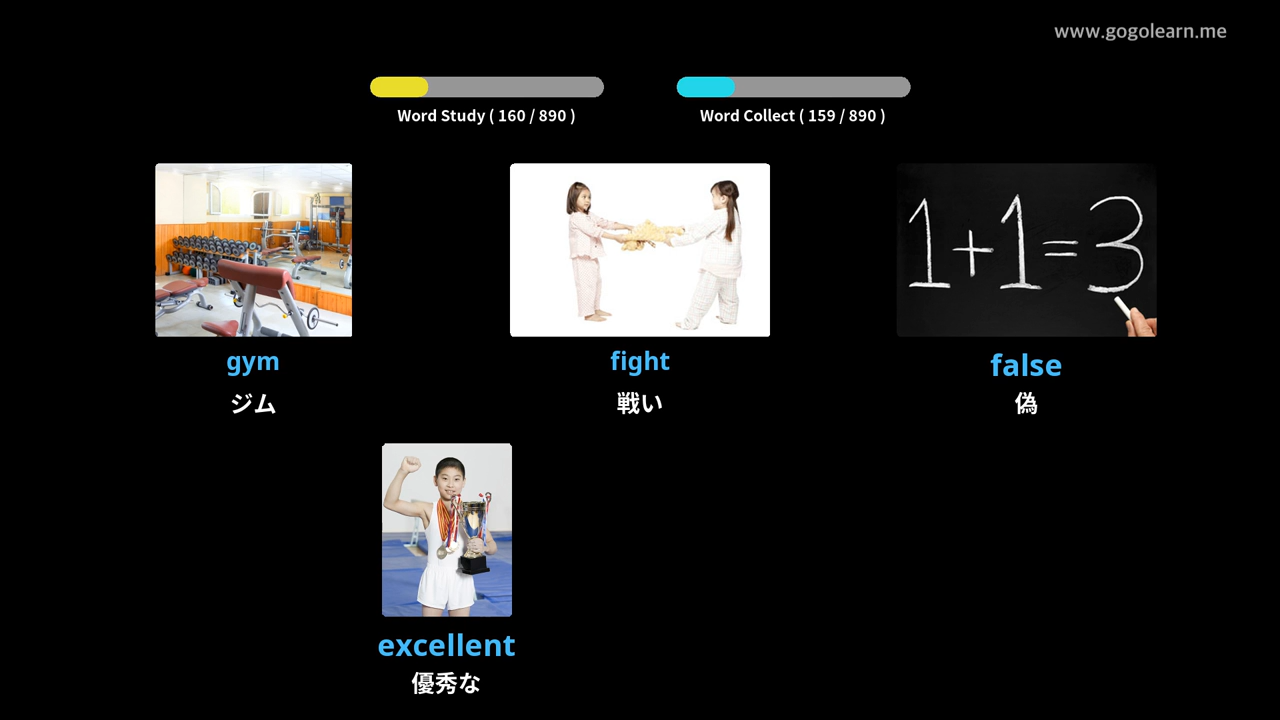 www.gogolearn.me
Word Study ( 160 / 890 )
Word Collect ( 159 / 890 )
1+1=3
gym
ジム
fight
戦い
false
偽
excellent
優秀な